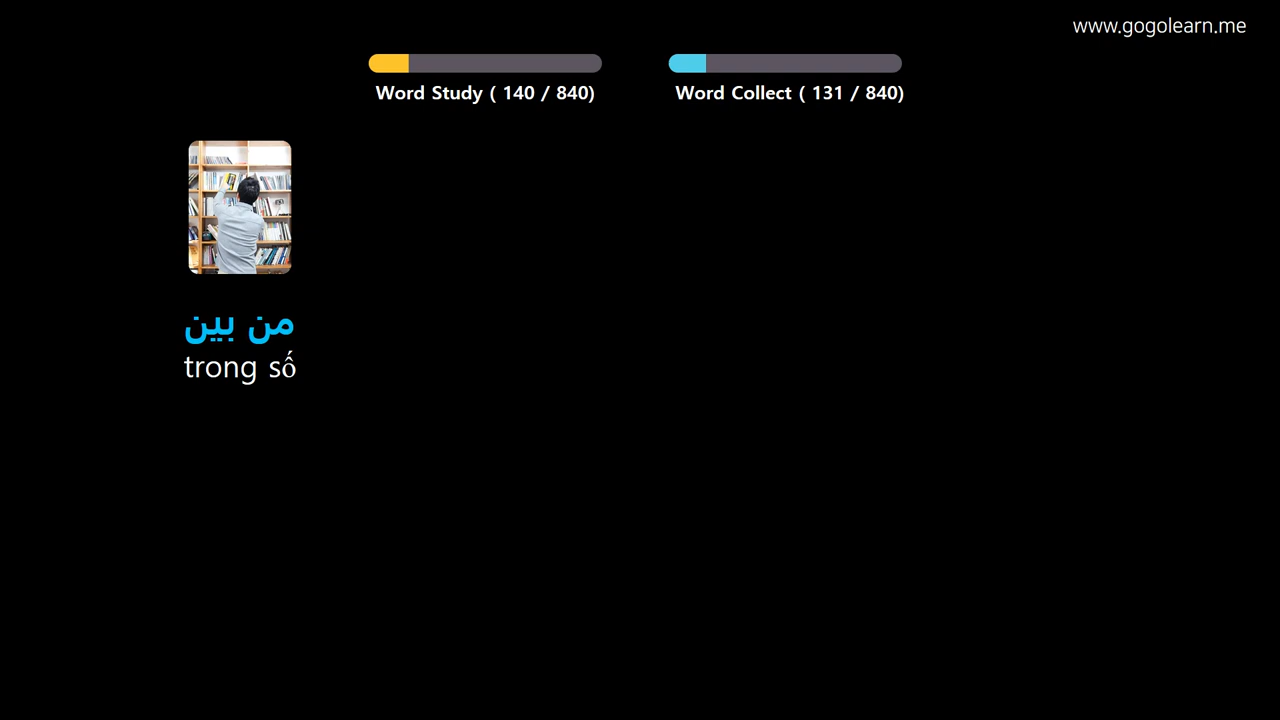 www.gogolearn.me
Word Study ( 140 / 840)
Word Collect ( 131 / 840)
من بين
trong số